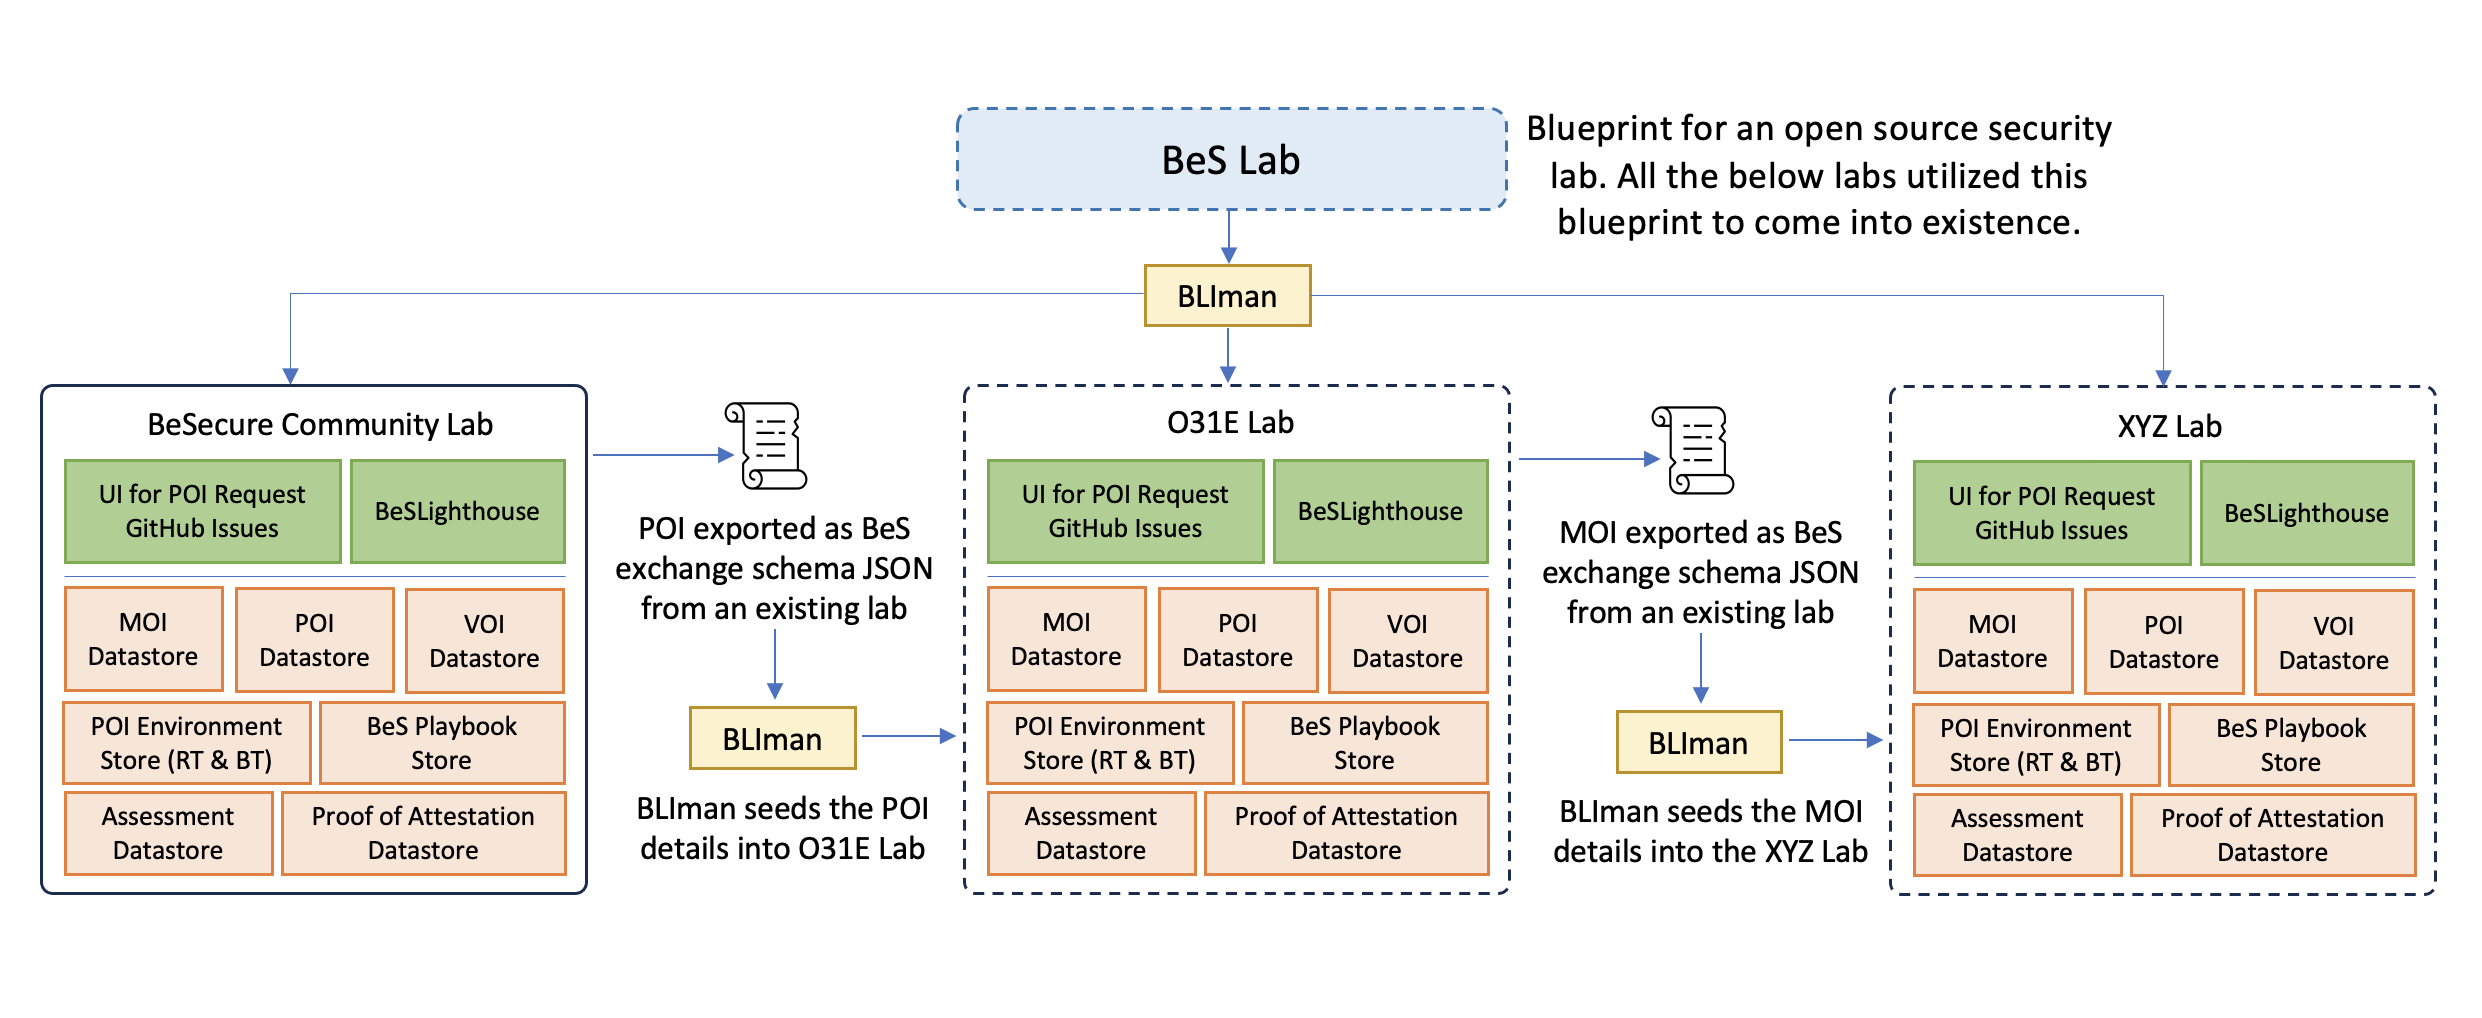 BeS Lab
Blueprint for an open source security
lab. All the below labs utilized this
blueprint to come into existence.
BLIman
BeSecure Community Lab
UI for POI Request
GitHub Issues
BeSLighthouse
MOI
Datastore
POI
Datastore
VOI
Datastore
POI Environment
Store (RT & BT)
BeS Playbook
Store
Assessment
Datastore
Proof of Attestation
Datastore
POI exported as BeS
exchange schema JSON
from an existing lab
BLIman
BLIman seeds the POI
details into O31E Lab
O31E Lab
UI for POI Request
GitHub Issues
BeSLighthouse
MOI
Datastore
POI
Datastore
VOI
Datastore
POI Environment
Store (RT & BT)
BeS Playbook
Store
Assessment
Datastore
Proof of Attestation
Datastore
MOI exported as BeS
exchange schema JSON
from an existing lab
BLIman
BLIman seeds the MOI
details into the XYZ Lab
XYZ Lab
UI for POI Request
GitHub Issues
BeSLighthouse
MOI
Datastore
POI
Datastore
VOI
Datastore
POI Environment
Store (RT & BT)
BeS Playbook
Store
Assessment
Datastore
Proof of Attestation
Datastore